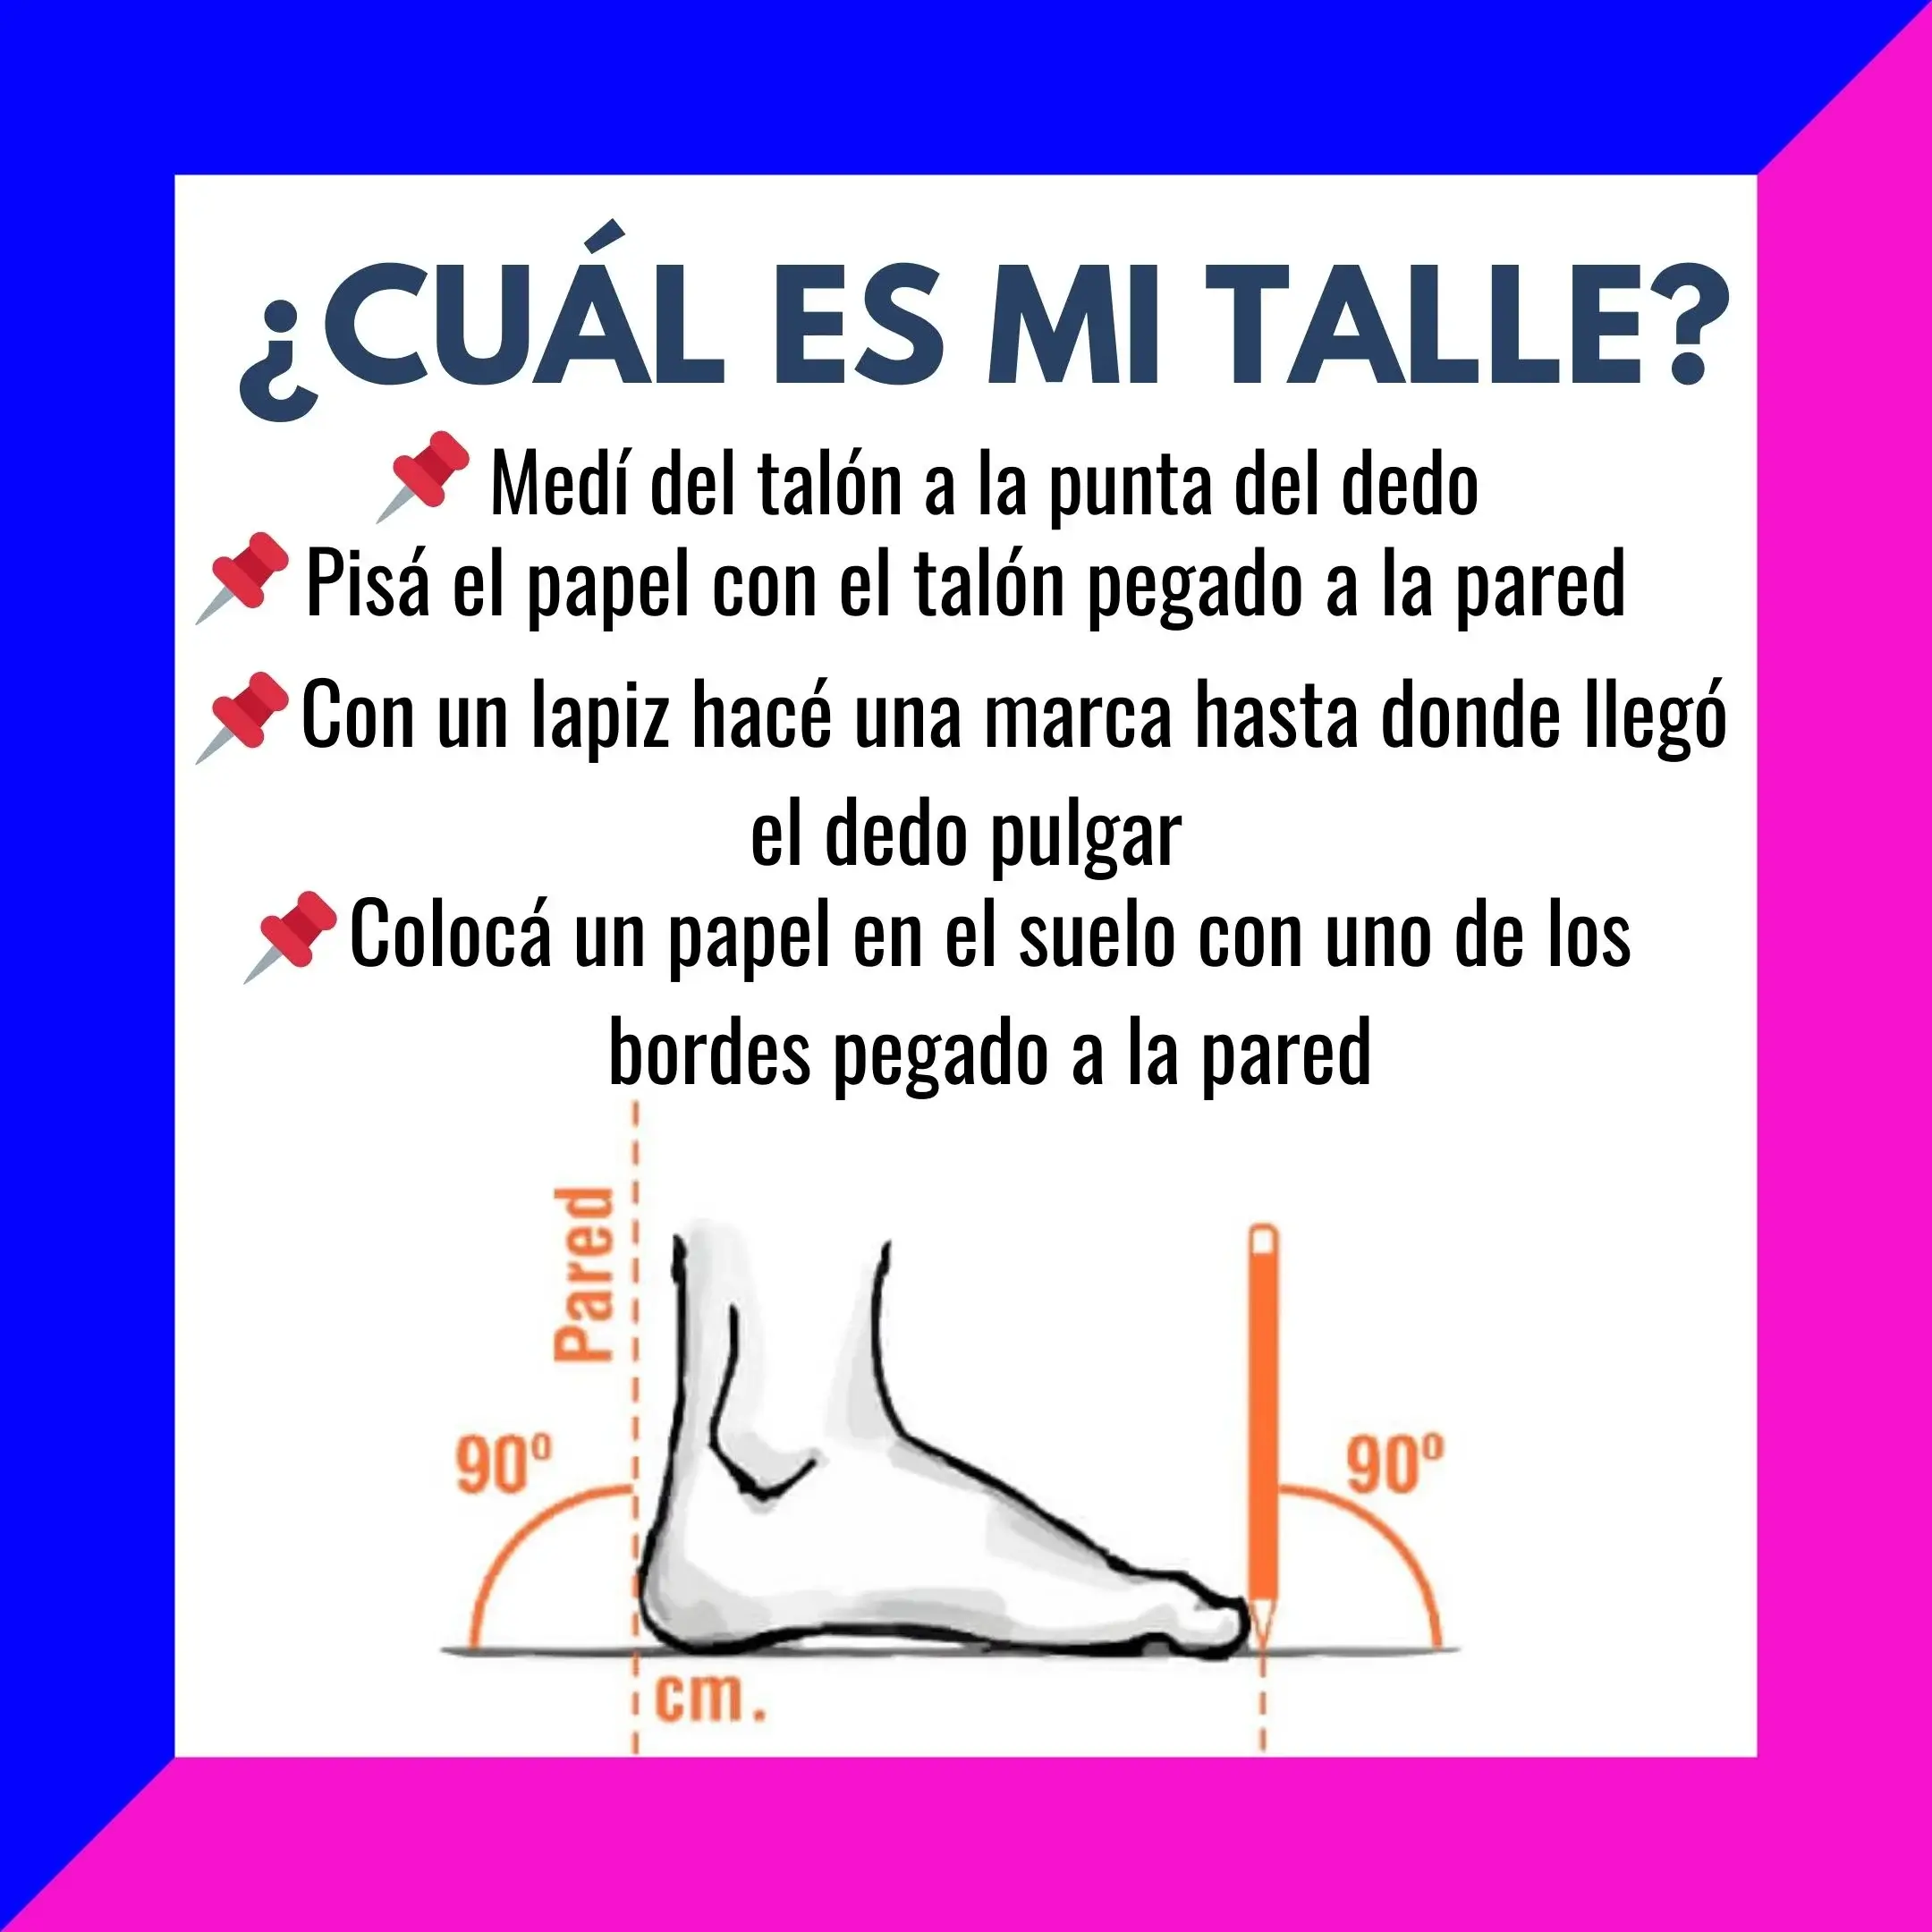 ¿CUÁL ES MI TALLE?
📌 Medí del talón a la punta del dedo
📌 Pisá el papel con el talón pegado a la pared
📌 Con un lapiz hacé una marca hasta donde llegó
el dedo pulgar
📌 Colocá un papel en el suelo con uno de los
bordes pegado a la pared
Pared
90º
90º
cm.